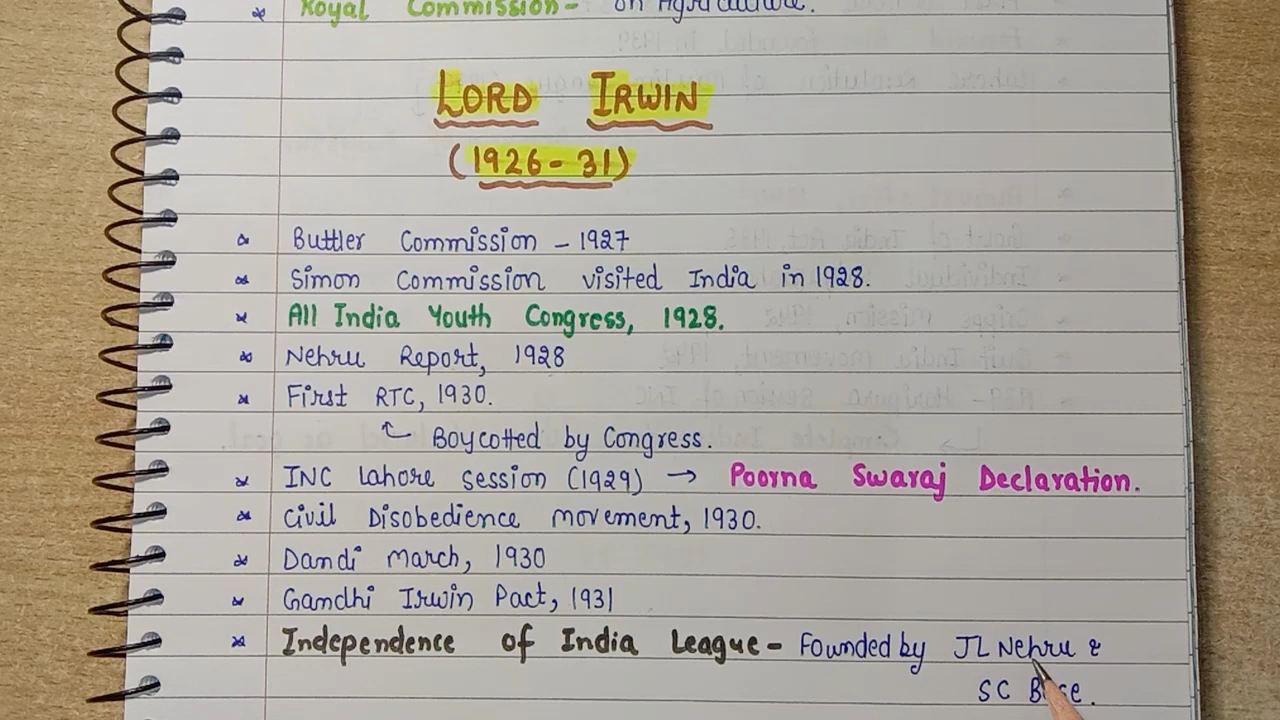 Royal Commission - on Agriculture.
LORD IRWIN
(1926-31)
Buttler Commission - 1927
Simon Commission visited India in 1928.
All India Youth Congress, 1928.
Nehru Report, 1928
First RTC, 1930.
Boycotted by Congress.
INC Lahore session (1929) → Poorna Swaraj Declaration.
Civil Disobedience movement, 1930.
Dandi March, 1930
Gandhi Irwin Pact, 1931
Independence of India League - Founded by JL Nehru &
SC Bose.